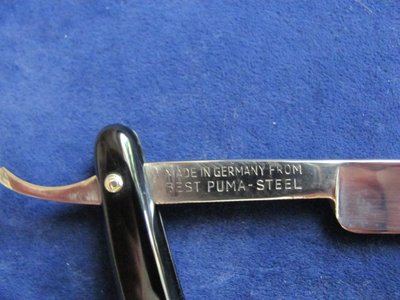 MADE IN GERMANY FROM
BEST PUMA-STEEL